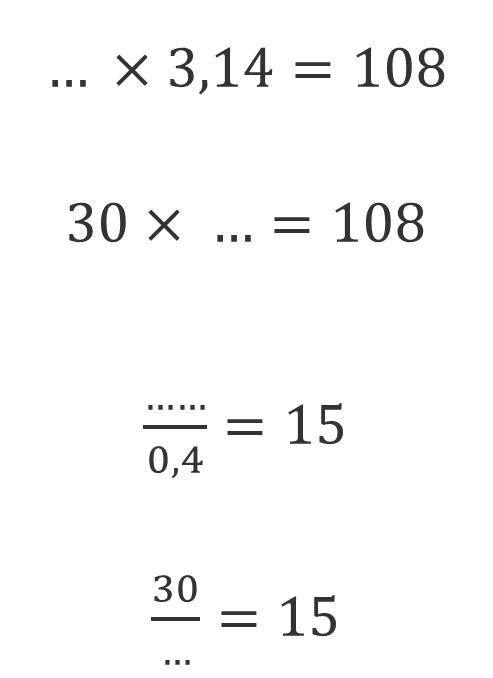 ... × 3,14 = 108
30 × ... = 108
...... / 0,4 = 15
30 / ... = 15